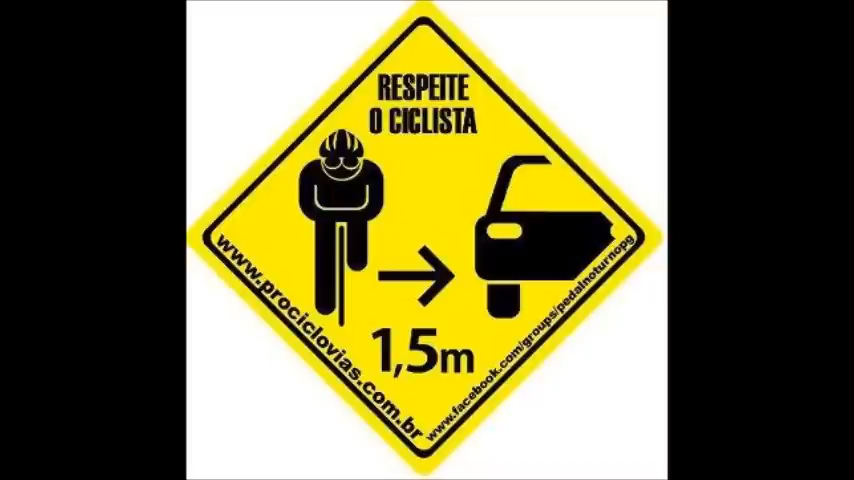 RESPEITE
O CICLISTA
1,5m
www.prociclovias.com.br
www.facebook.com/groups/pedalnoturnopg